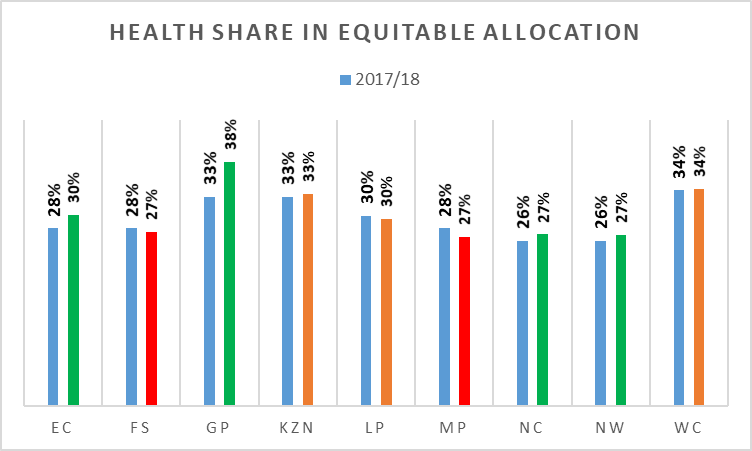 HEALTH SHARE IN EQUITABLE ALLOCATION
2017/18
28% 30% 28% 27% 33% 38% 33% 33% 30% 30% 28% 27% 26% 27% 26% 27% 34% 34%
EC FS GP KZN LP MP NC NW WC